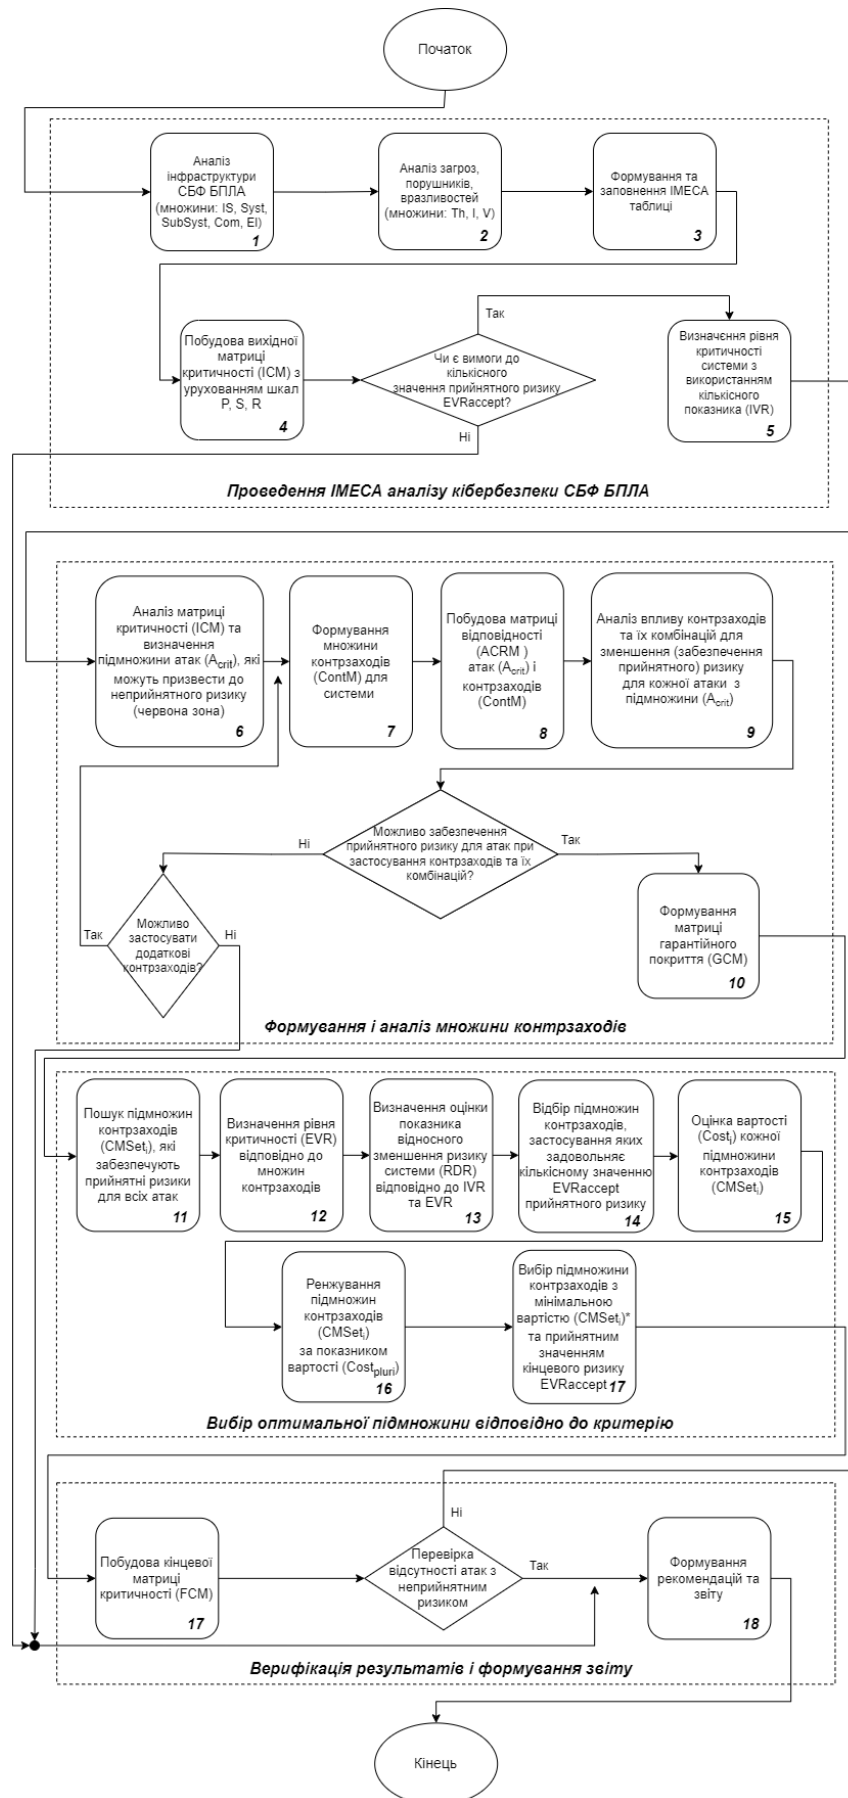 Початок
Аналіз
інфраструктури
СБФ БПЛА
(множини: IS, Syst,
SubSyst, Com, El)
1
Аналіз загроз,
порушників,
вразливостей
(множини: Th, I, V)
2
Формування та
заповнення IMECA
таблиці
3
Побудова вихідної
матриці
критичності (ICM) з
урухованням шкал
P, S, R
4
Чи є вимоги до
кількісного
значення прийнятного ризику
EVRaccept?
Так
Ні
Визначєння рівня
критичності
системи з
використанням
кількісного
показника (IVR)
5
Проведення IMECA аналізу кібербезпеки СБФ БПЛА
Аналіз матриці
критичності (ICM) та
визначення
підмножини атак (Acrit), які
можуть призвести до
неприйнятного ризику
(червона зона)
6
Формування
множини
контрзаходів
(ContM) для
системи
7
Побудова матриці
відповідності
(ACRM )
атак (Acrit) і
контрзаходів
(ContM)
8
Аналіз впливу контрзаходів
та їх комбінацій для
зменшення (забезпечення
прийнятного) ризику
для кожної атаки з
підмножини (Acrit)
9
Можливо забезпечення
прийнятного ризику для атак при
застосування контрзаходів та їх
комбінацій?
Ні
Так
Можливо
застосувати
додаткові
контрзаходів?
Так
Ні
Формування
матриці
гарантійного
покриття (GCM)
10
Формування і аналіз множини контрзаходів
Пошук підмножин
контрзаходів
(CMSeti), які
забезпечують
прийнятні ризики
для всіх атак
11
Визначення рівня
критичності (EVR)
відповідно до
множин
контрзаходів
12
Визначення оцінки
показника
відносного
зменшення ризику
системи (RDR)
відповідно до IVR
та EVR
13
Відбір підмножин
контрзаходів,
застосування яких
задовольняє
кількісному значенню
EVRaccept
прийнятного ризику
14
Оцінка вартості
(Costi) кожної
підмножини
контрзаходів
(CMSeti)
15
Ренжування
підмножин
контрзаходів
(CMSeti)
за показником
вартості (Costpluri)
16
Вибір підмножини
контрзаходів з
мінімальною
вартістю (CMSeti)*
та прийнятним
значенням
кінцевого ризику
EVRaccept
17
Вибір оптимальної підмножини відповідно до критерію
Побудова кінцевої
матриці
критичності (FCM)
17
Перевірка
відсутності атак з
неприйнятним
ризиком
Ні
Так
Формування
рекомендацій та
звіту
18
Верифікація результатів і формування звіту
Кінець